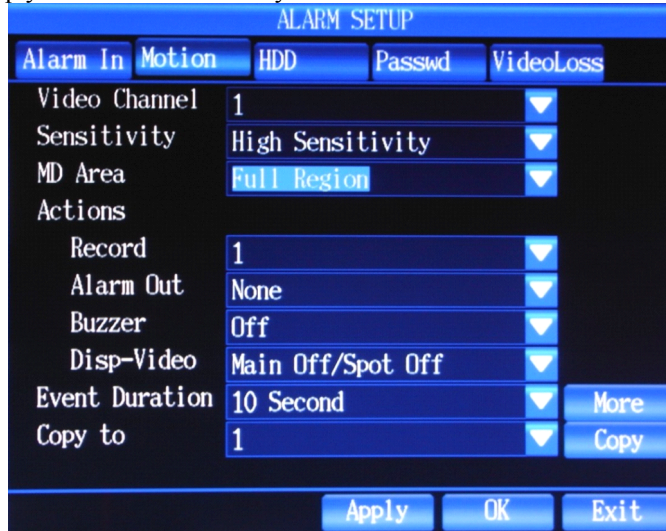 ALARM SETUP
Alarm In Motion HDD Passwd VideoLoss
Video Channel 1
Sensitivity High Sensitivity
MD Area Full Region
Actions
Record 1
Alarm Out None
Buzzer Off
Disp-Video Main Off/Spot Off
Event Duration 10 Second More
Copy to 1 Copy
Apply OK Exit